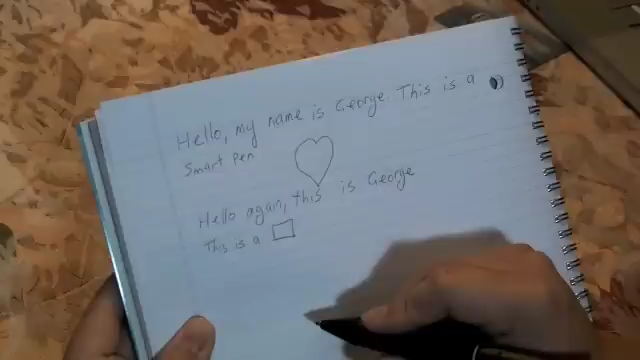 Hello, my name is George. This is a
Smart Pen
Hello again, this is George
This is a